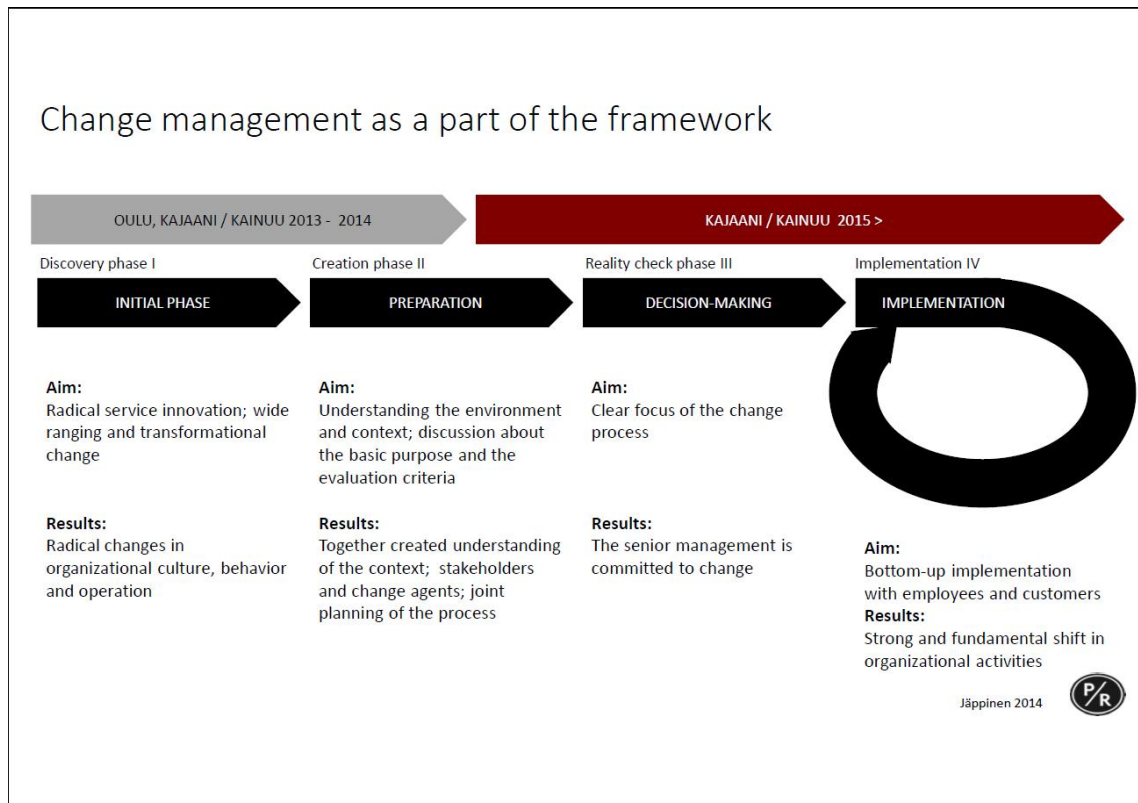 Change management as a part of the framework
OULU, KAJAANI / KAINUU 2013 - 2014
KAJAANI / KAINUU 2015 >
Discovery phase I
INITIAL PHASE
Aim:
Radical service innovation; wide
ranging and transformational
change
Results:
Radical changes in
organizational culture, behavior
and operation
Creation phase II
PREPARATION
Aim:
Understanding the environment
and context; discussion about
the basic purpose and the
evaluation criteria
Results:
Together created understanding
of the context; stakeholders
and change agents; joint
planning of the process
Reality check phase III
DECISION-MAKING
Aim:
Clear focus of the change
process
Results:
The senior management is
committed to change
Implementation IV
IMPLEMENTATION
Aim:
Bottom-up implementation
with employees and customers
Results:
Strong and fundamental shift in
organizational activities
Jäppinen 2014
P/R